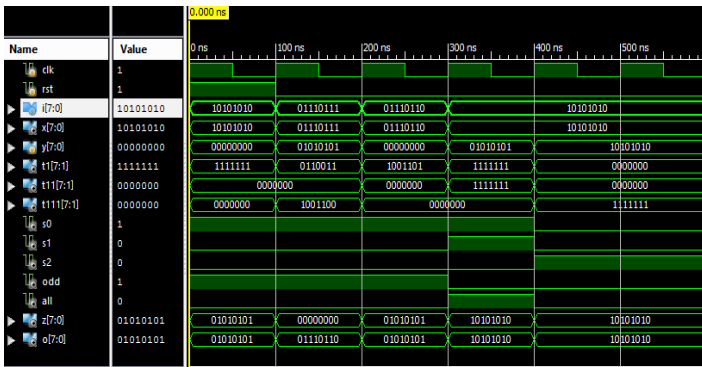 0.000 ns
Name Value 0 ns 100 ns 200 ns 300 ns 400 ns 500 ns
clk 1
rst 1
i[7:0] 10101010 10101010 01110111 01110110 10101010
x[7:0] 10101010 10101010 01110111 01110110 10101010
y[7:0] 00000000 00000000 01010101 00000000 01010101 10101010
t1[7:1] 1111111 1111111 0110011 1001101 1111111 0000000
t11[7:1] 0000000 0000000 0000000 1111111 0000000
t111[7:1] 0000000 0000000 1001100 0000000 1111111
s0 1
s1 0
s2 0
odd 1
all 0
z[7:0] 01010101 01010101 00000000 01010101 10101010 10101010
o[7:0] 01010101 01010101 01110110 01010101 10101010 10101010